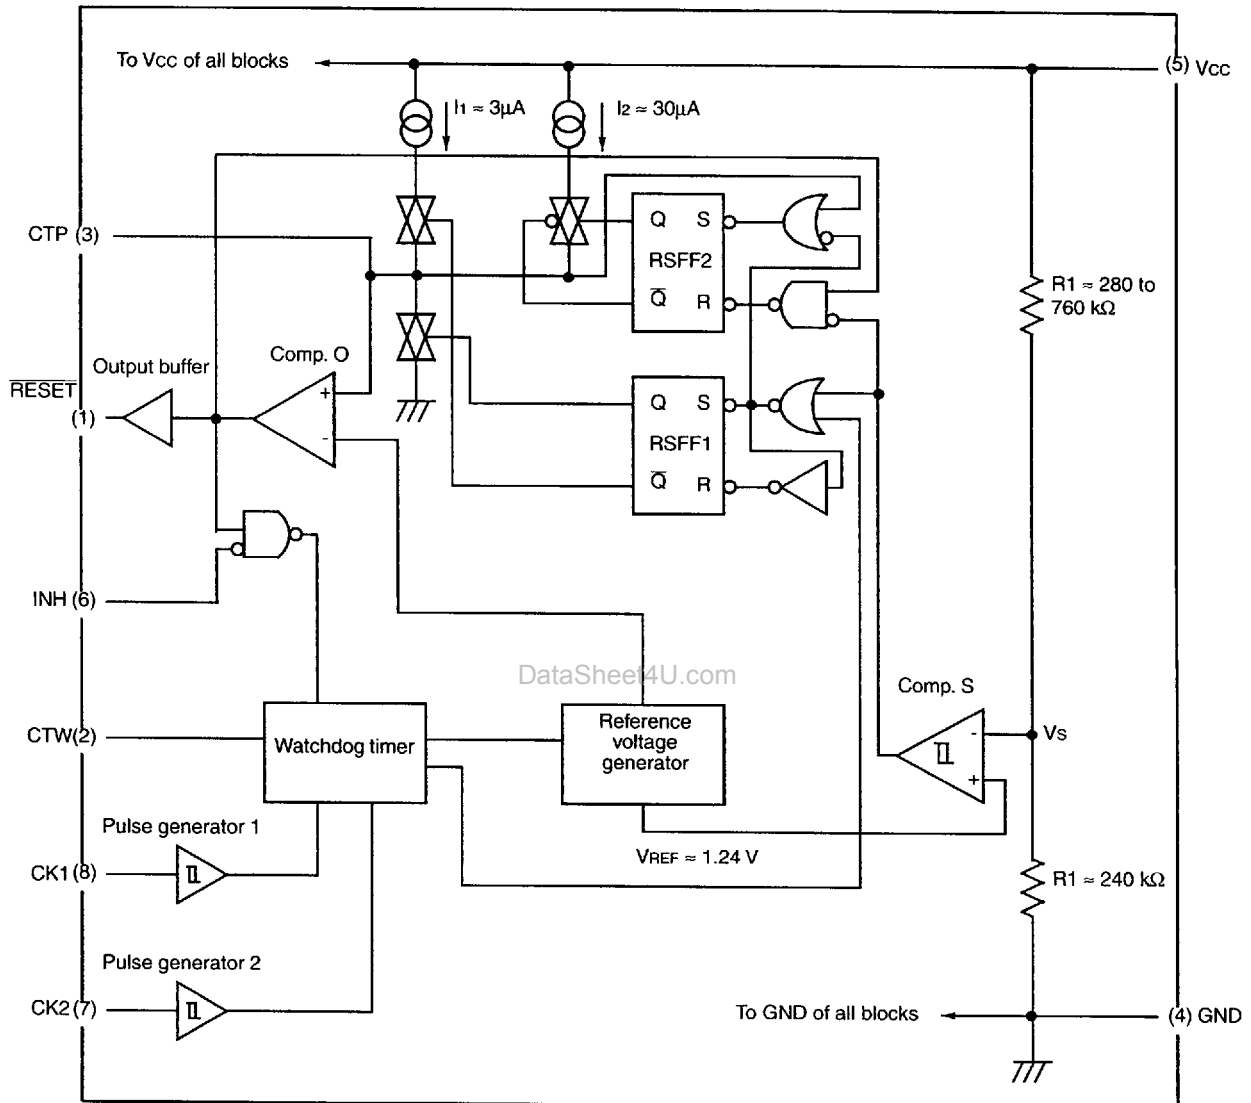 To VCC of all blocks
(5) VCC
I1 ≈ 3μA
I2 ≈ 30μA
CTP (3)
Q S
RSFF2
Q̅ R
R1 ≈ 280 to
760 kΩ
Comp. O
Output buffer
R̅E̅S̅E̅T̅
(1)
+
-
Q S
RSFF1
Q̅ R
INH (6)
DataSheet4U.com
Comp. S
CTW(2)
Watchdog timer
Reference
voltage
generator
-
+
VS
Pulse generator 1
VREF ≈ 1.24 V
CK1 (8)
R1 ≈ 240 kΩ
Pulse generator 2
CK2 (7)
To GND of all blocks
(4) GND